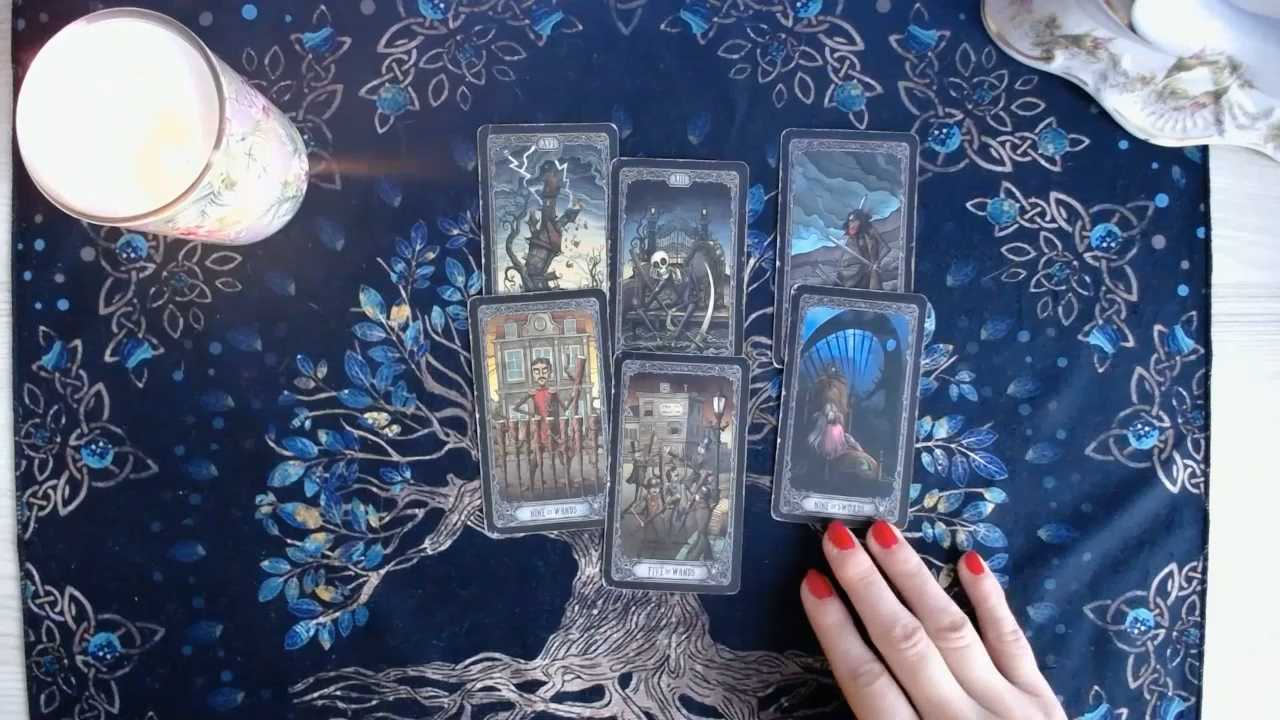 XVI
XIII
NINE OF WANDS
FIVE OF WANDS
NINE OF SWORDS